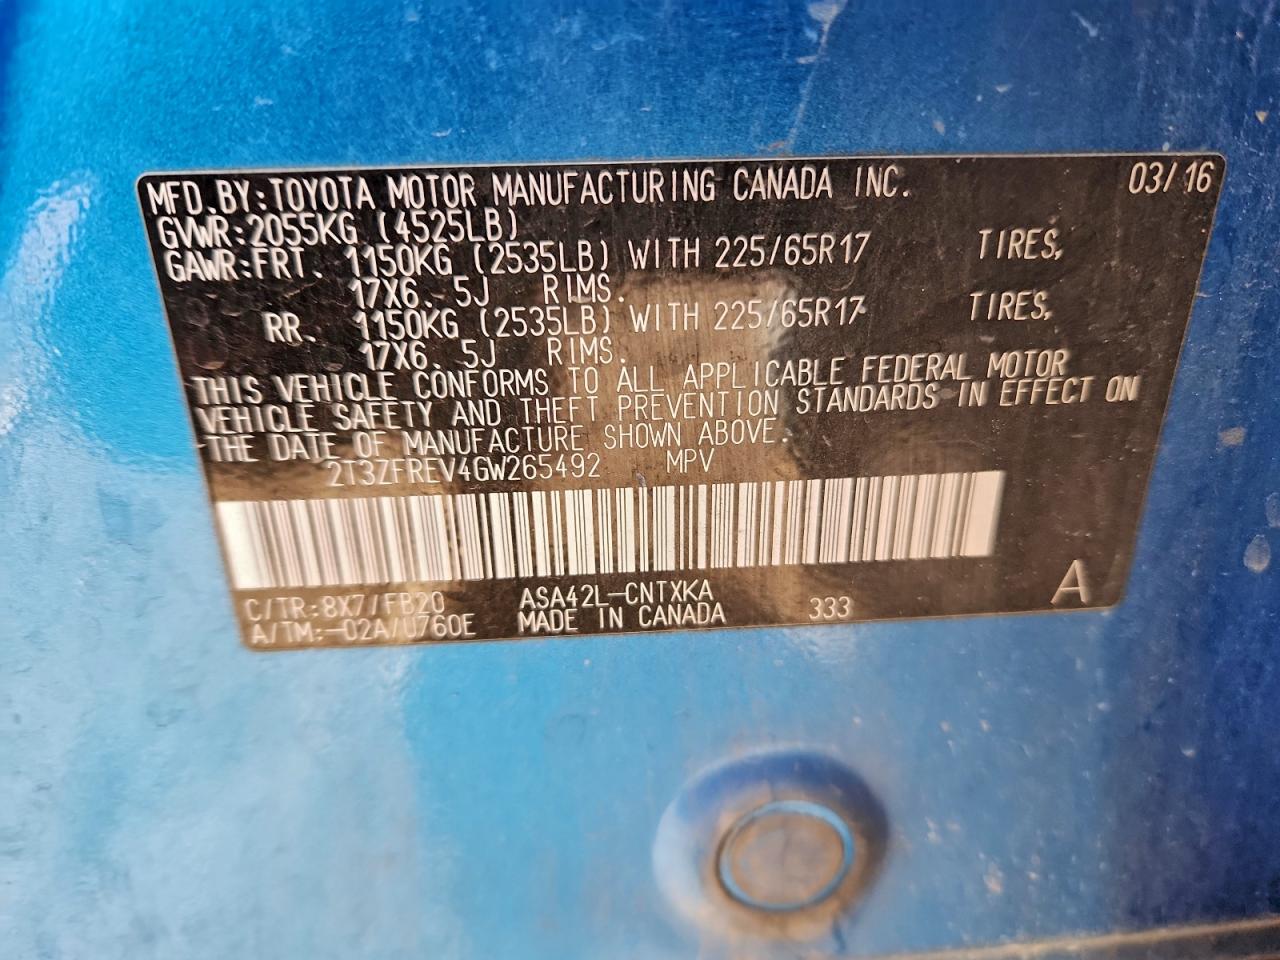 MFD.BY:TOYOTA MOTOR MANUFACTURING CANADA INC. 03/16
GVWR:2055KG (4525LB)
GAWR:FRT. 1150KG (2535LB) WITH 225/65R17 TIRES,
17X6.5J RIMS.
RR. 1150KG (2535LB) WITH 225/65R17 TIRES,
17X6.5J RIMS.
THIS VEHICLE CONFORMS TO ALL APPLICABLE FEDERAL MOTOR
VEHICLE SAFETY AND THEFT PREVENTION STANDARDS IN EFFECT ON
THE DATE OF MANUFACTURE SHOWN ABOVE.
2T3ZFREV4GW265492 MPV
C/TR:8X7/FB20 ASA42L-CNTXKA 333 A
A/TM:-02A/U760E MADE IN CANADA